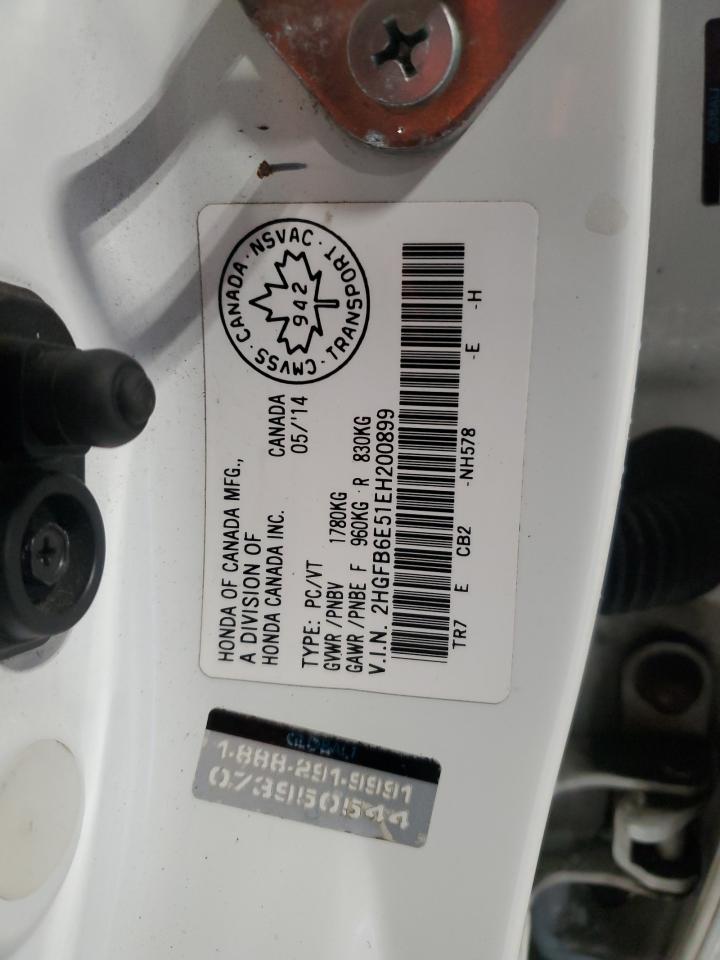 HONDA OF CANADA MFG.,
A DIVISION OF
HONDA CANADA INC.
CANADA
05/'14
CMVSS · CANADA · NSVAC · TRANSPORT
942
TYPE: PC/VT
GVWR/PNBV 1780KG
GAWR/PNBE F 960KG R 830KG
V.I.N. 2HGFB6E51EH200899
TR7 E CB2 -NH578 -E -H
1-888-291-9991
0739150544